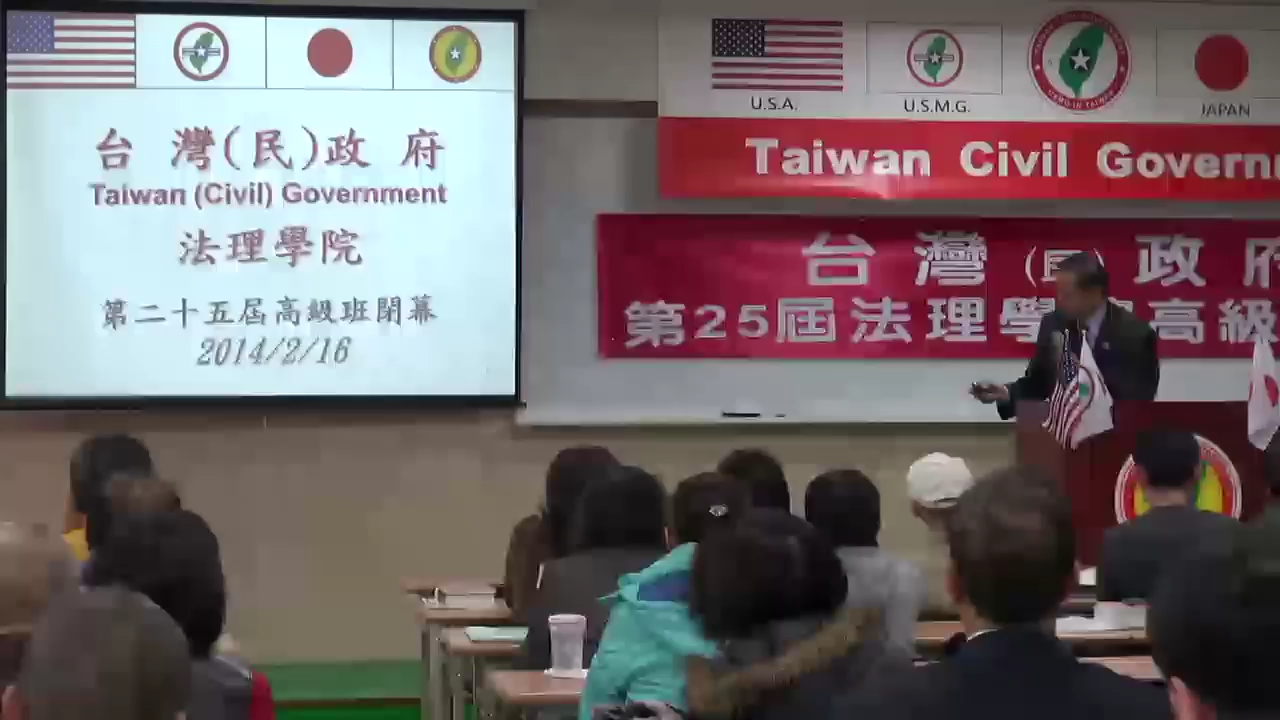 台 灣(民)政 府
Taiwan (Civil) Government
法理學院
第二十五屆高級班閉幕
2014/2/16
U.S.A.
U.S.M.G.
JAPAN
Taiwan Civil Governm
台 灣 (民) 政 府
第25屆法理學 高級